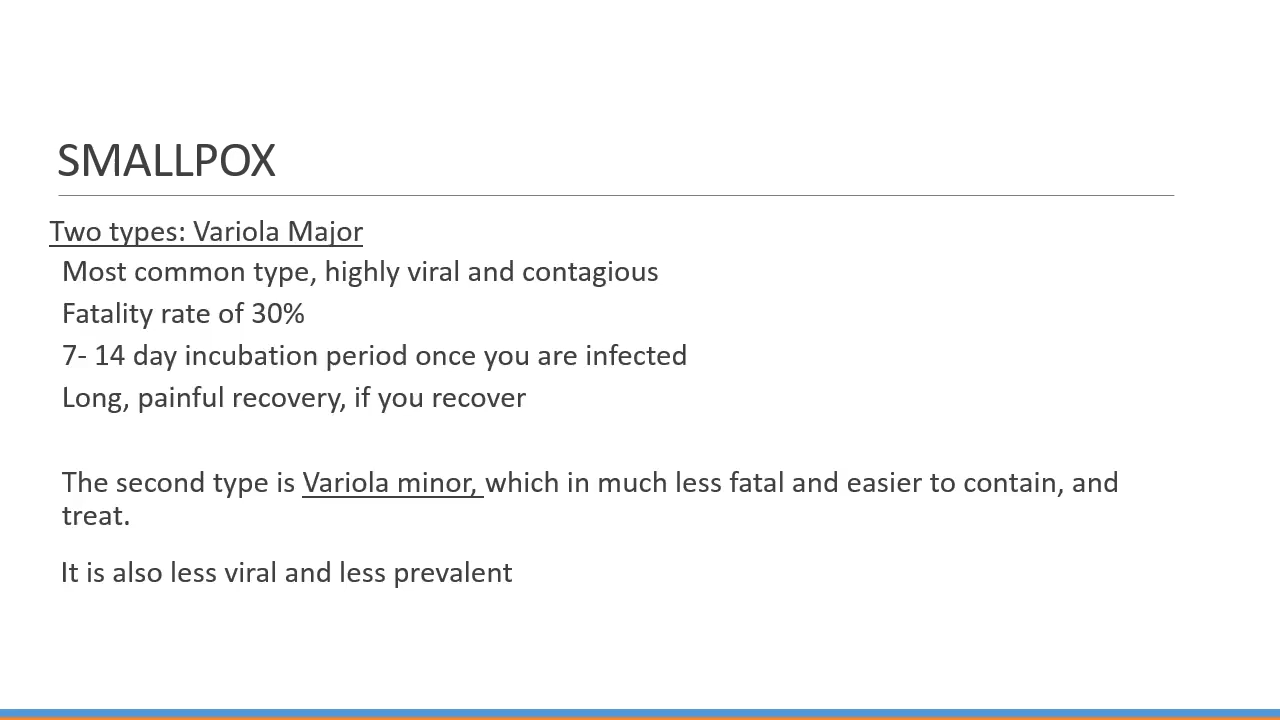 SMALLPOX
Two types: Variola Major
Most common type, highly viral and contagious
Fatality rate of 30%
7- 14 day incubation period once you are infected
Long, painful recovery, if you recover
The second type is Variola minor, which in much less fatal and easier to contain, and
treat.
It is also less viral and less prevalent